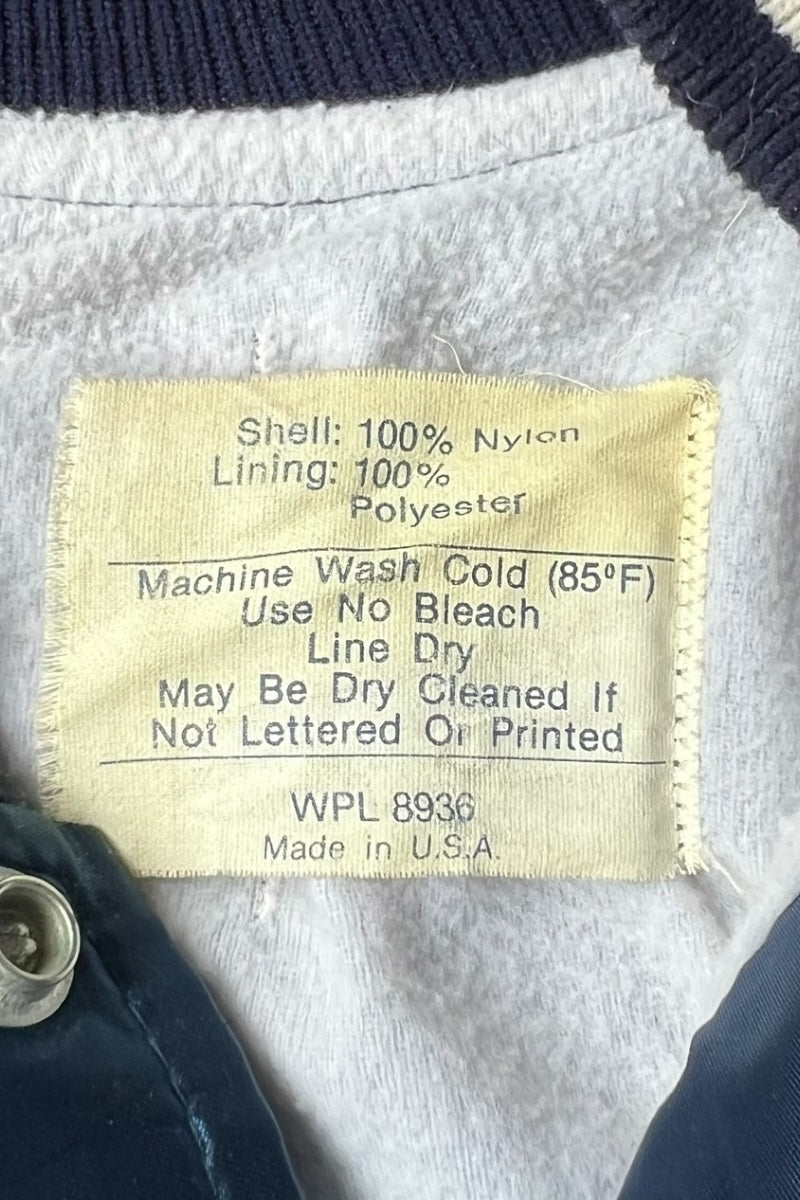 Shell: 100% Nylon
Lining: 100%
Polyester
Machine Wash Cold (85ºF)
Use No Bleach
Line Dry
May Be Dry Cleaned If
Not Lettered Or Printed
WPL 8936
Made in U.S.A.